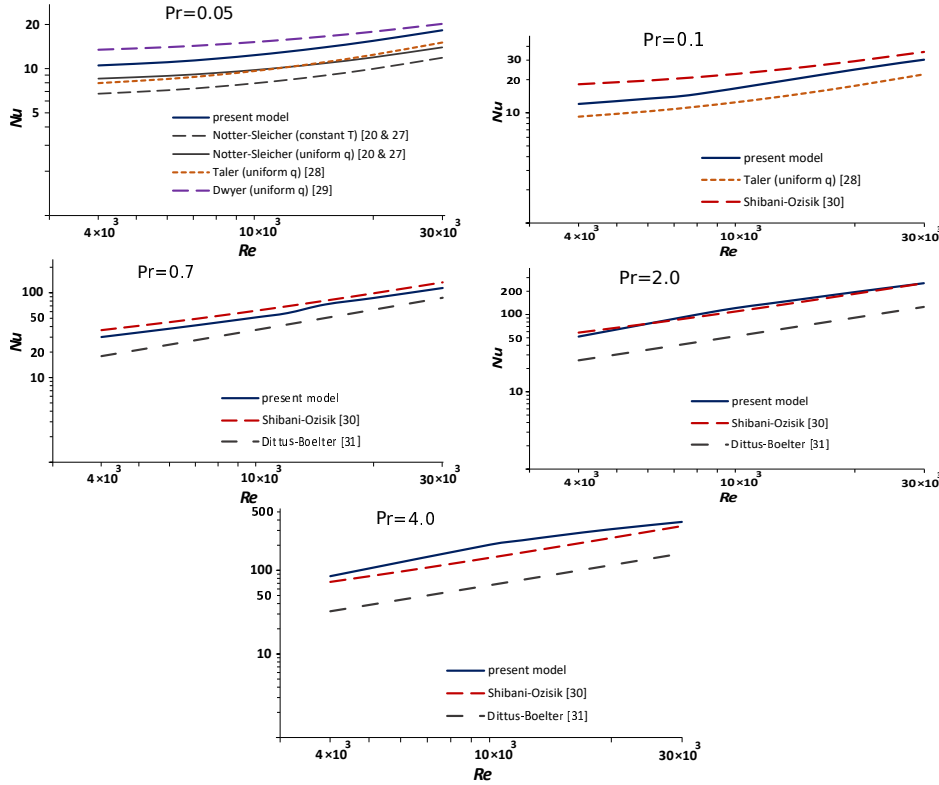 Pr=0.05
20
10
5
Nu
present model
Notter-Sleicher (constant T) [20 & 27]
Notter-Sleicher (uniform q) [20 & 27]
Taler (uniform q) [28]
Dwyer (uniform q) [29]
4×10³
10×10³
30×10³
Re
Pr=0.1
30
20
10
Nu
present model
Taler (uniform q) [28]
Shibani-Ozisik [30]
4×10³
10×10³
30×10³
Re
Pr=0.7
100
50
20
10
Nu
present model
Shibani-Ozisik [30]
Dittus-Boelter [31]
4×10³
10×10³
30×10³
Re
Pr=2.0
200
100
50
10
Nu
present model
Shibani-Ozisik [30]
Dittus-Boelter [31]
4×10³
10×10³
30×10³
Re
Pr=4.0
500
100
50
10
Nu
present model
Shibani-Ozisik [30]
Dittus-Boelter [31]
4×10³
10×10³
30×10³
Re